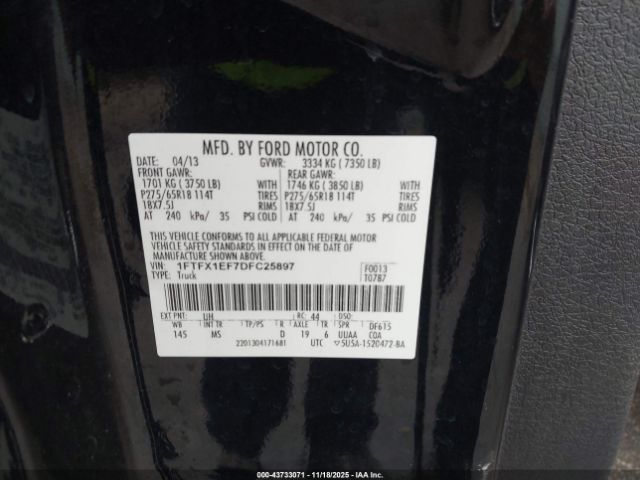 MFD. BY FORD MOTOR CO.
DATE: 04/13 GVWR: 3334 KG ( 7350 LB)
FRONT GAWR: REAR GAWR:
1701 KG ( 3750 LB) WITH 1746 KG ( 3850 LB) WITH
P275/65R18 114T TIRES P275/65R18 114T TIRES
18X7.5J RIMS 18X7.5J RIMS
AT 240 kPa/ 35 PSI COLD AT 240 kPa/ 35 PSI COLD
THIS VEHICLE CONFORMS TO ALL APPLICABLE FEDERAL MOTOR
VEHICLE SAFETY STANDARDS IN EFFECT ON THE DATE OF
MANUFACTURE SHOWN ABOVE.
VIN: 1FTFX1EF7DFC25897 F0013
TYPE: Truck T0787
EXT PNT: UH RC: 44 DSO:
WB INT TR TP/PS R AXLE TR SPR DF615
145 MS D 19 6 UUAA COA
2201304171681 UTC ▽5U5A-1520472-BA
000-43733071 - 11/18/2025 - IAAI.COM